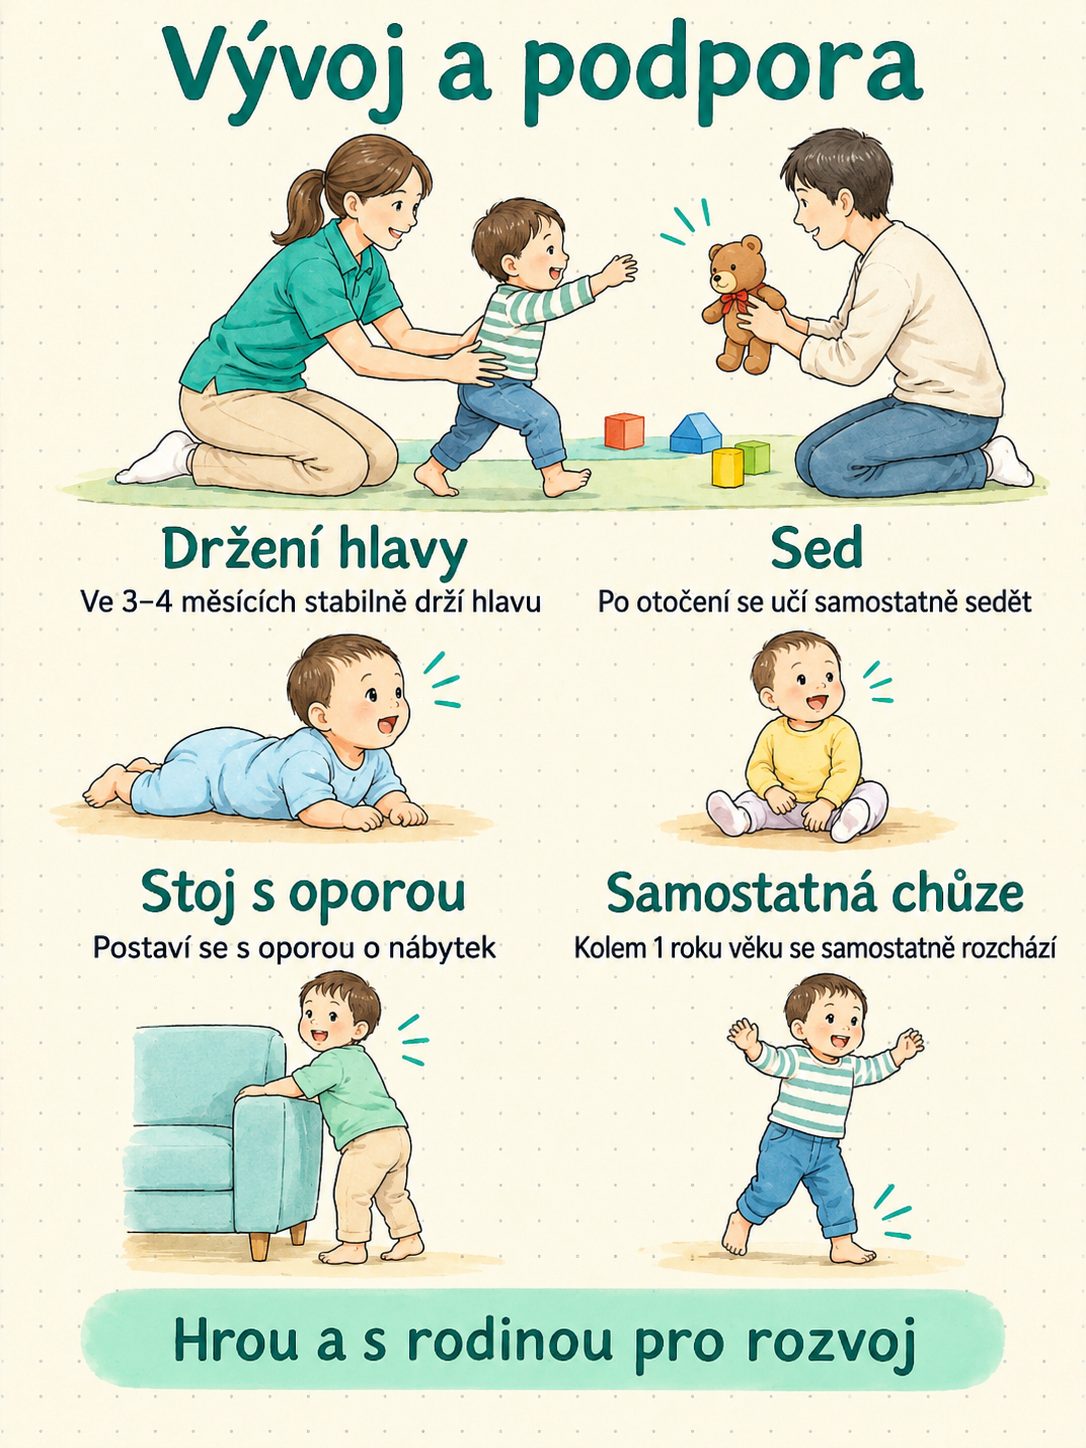 Vývoj a podpora
Držení hlavy
Ve 3–4 měsících stabilně drží hlavu
Sed
Po otočení se učí samostatně sedět
Stoj s oporou
Postaví se s oporou o nábytek
Samostatná chůze
Kolem 1 roku věku se samostatně rozchází
Hrou a s rodinou pro rozvoj